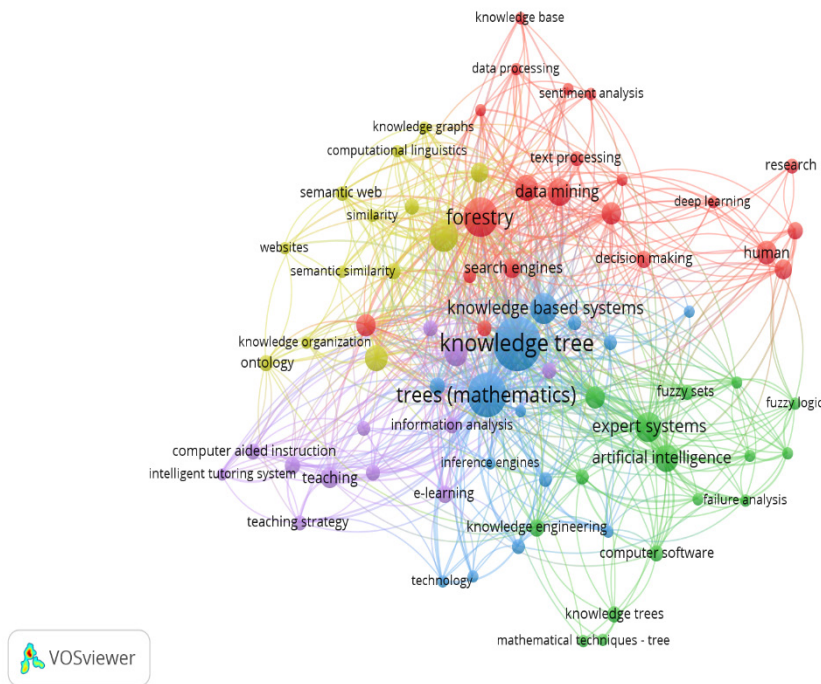 knowledge base
data processing
sentiment analysis
knowledge graphs
computational linguistics
text processing
research
semantic web
data mining
deep learning
similarity
forestry
websites
human
decision making
semantic similarity
search engines
knowledge based systems
knowledge organization
knowledge tree
ontology
trees (mathematics)
fuzzy sets
fuzzy logic
information analysis
expert systems
computer aided instruction
artificial intelligence
inference engines
intelligent tutoring system
teaching
e-learning
failure analysis
teaching strategy
knowledge engineering
computer software
technology
knowledge trees
mathematical techniques - tree
VOSviewer